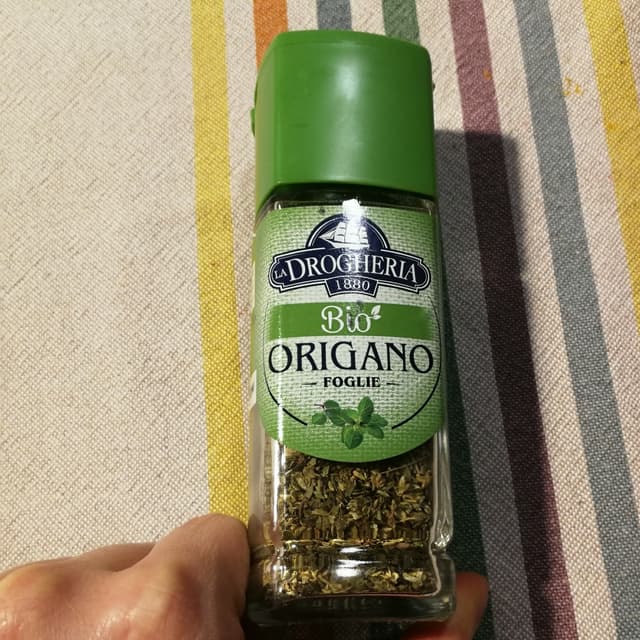 LA DROGHERIA
1880
Bio
ORIGANO
FOGLIE